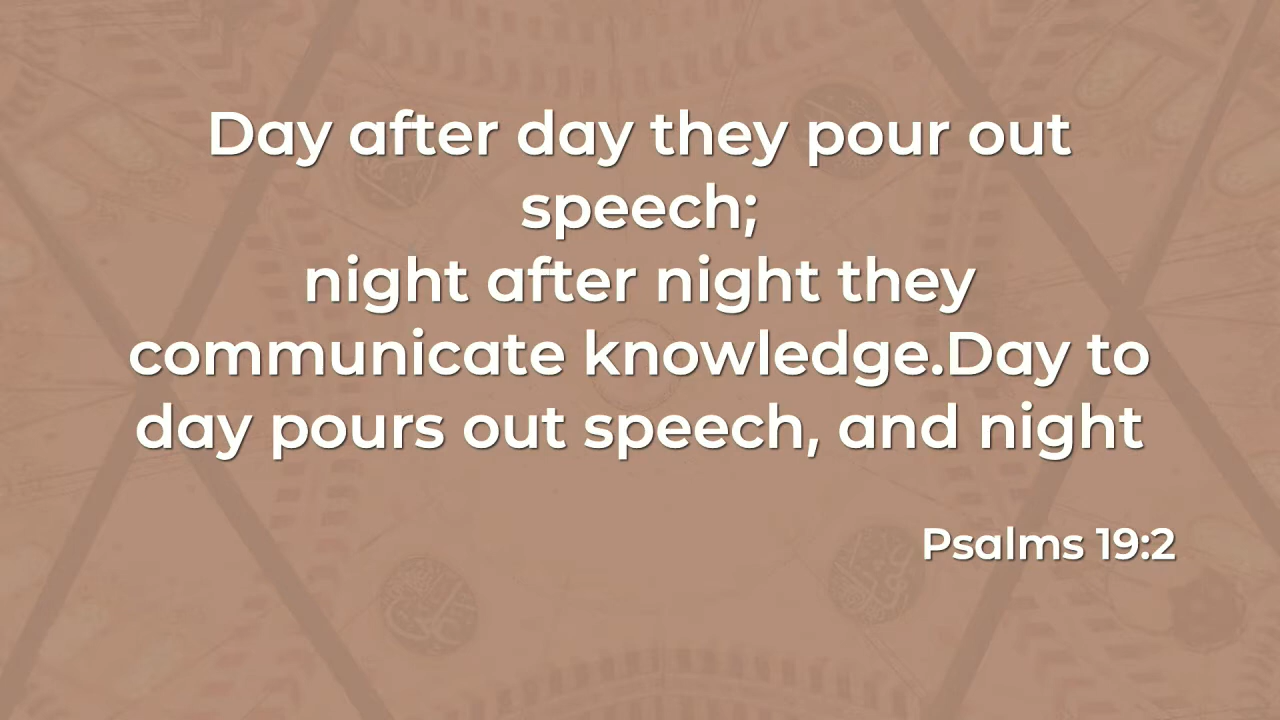 Day after day they pour out
speech;
night after night they
communicate knowledge.Day to
day pours out speech, and night
Psalms 19:2